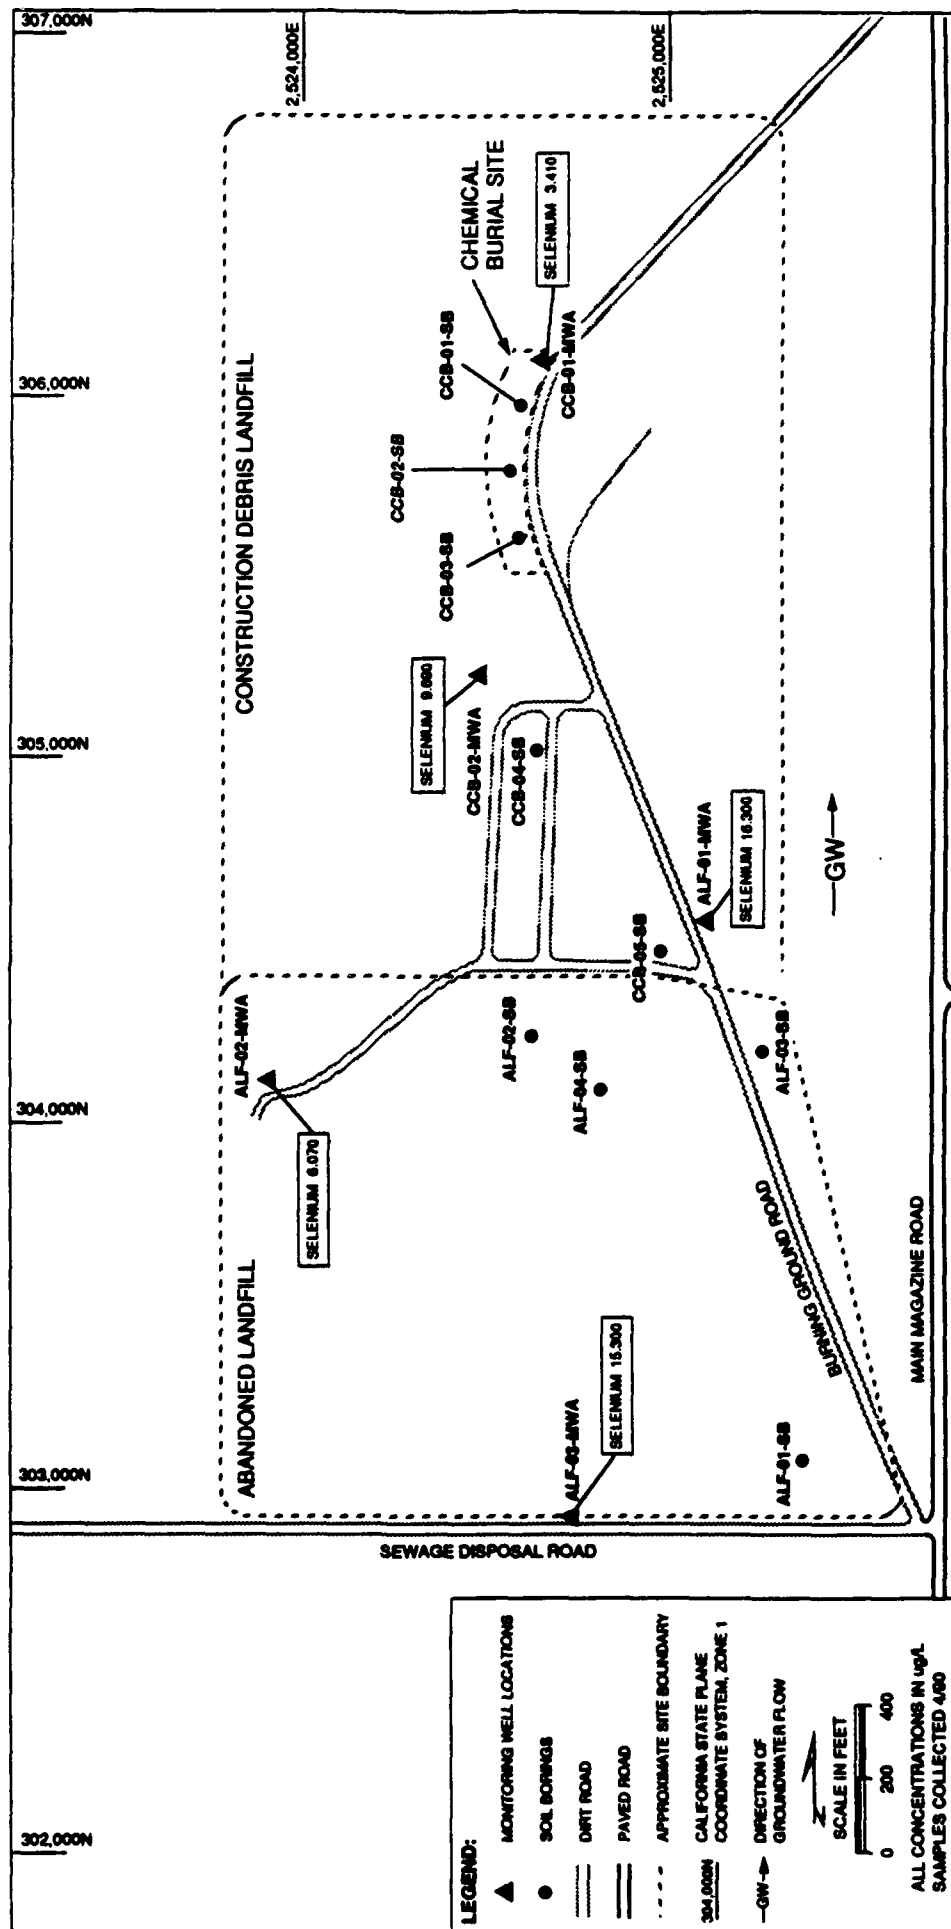 307,000N
306,000N
305,000N
304,000N
303,000N
302,000N
2,524,000E
2,525,000E
CONSTRUCTION DEBRIS LANDFILL
CHEMICAL
BURIAL SITE
SELENIUM 3.410
CCB-01-SB
CCB-01-MWA
CCB-02-SB
CCB-03-SB
SELENIUM 9.690
CCB-02-MWA
CCB-04-SB
ALF-01-MWA
SELENIUM 16.300
GW
CCB-05-SB
ALF-02-MWA
SELENIUM 6.070
ALF-02-SB
ALF-04-SB
ALF-03-SB
ABANDONED LANDFILL
BURNING GROUND ROAD
MAIN MAGAZINE ROAD
ALF-03-MWA
SELENIUM 15.300
ALF-01-SB
SEWAGE DISPOSAL ROAD
LEGEND:
MONITORING WELL LOCATIONS
SOIL BORINGS
DIRT ROAD
PAVED ROAD
APPROXIMATE SITE BOUNDARY
304,000N CALIFORNIA STATE PLANE
COORDINATE SYSTEM, ZONE 1
GW DIRECTION OF
GROUNDWATER FLOW
N
SCALE IN FEET
0 200 400
ALL CONCENTRATIONS IN ug/L
SAMPLES COLLECTED 4/90